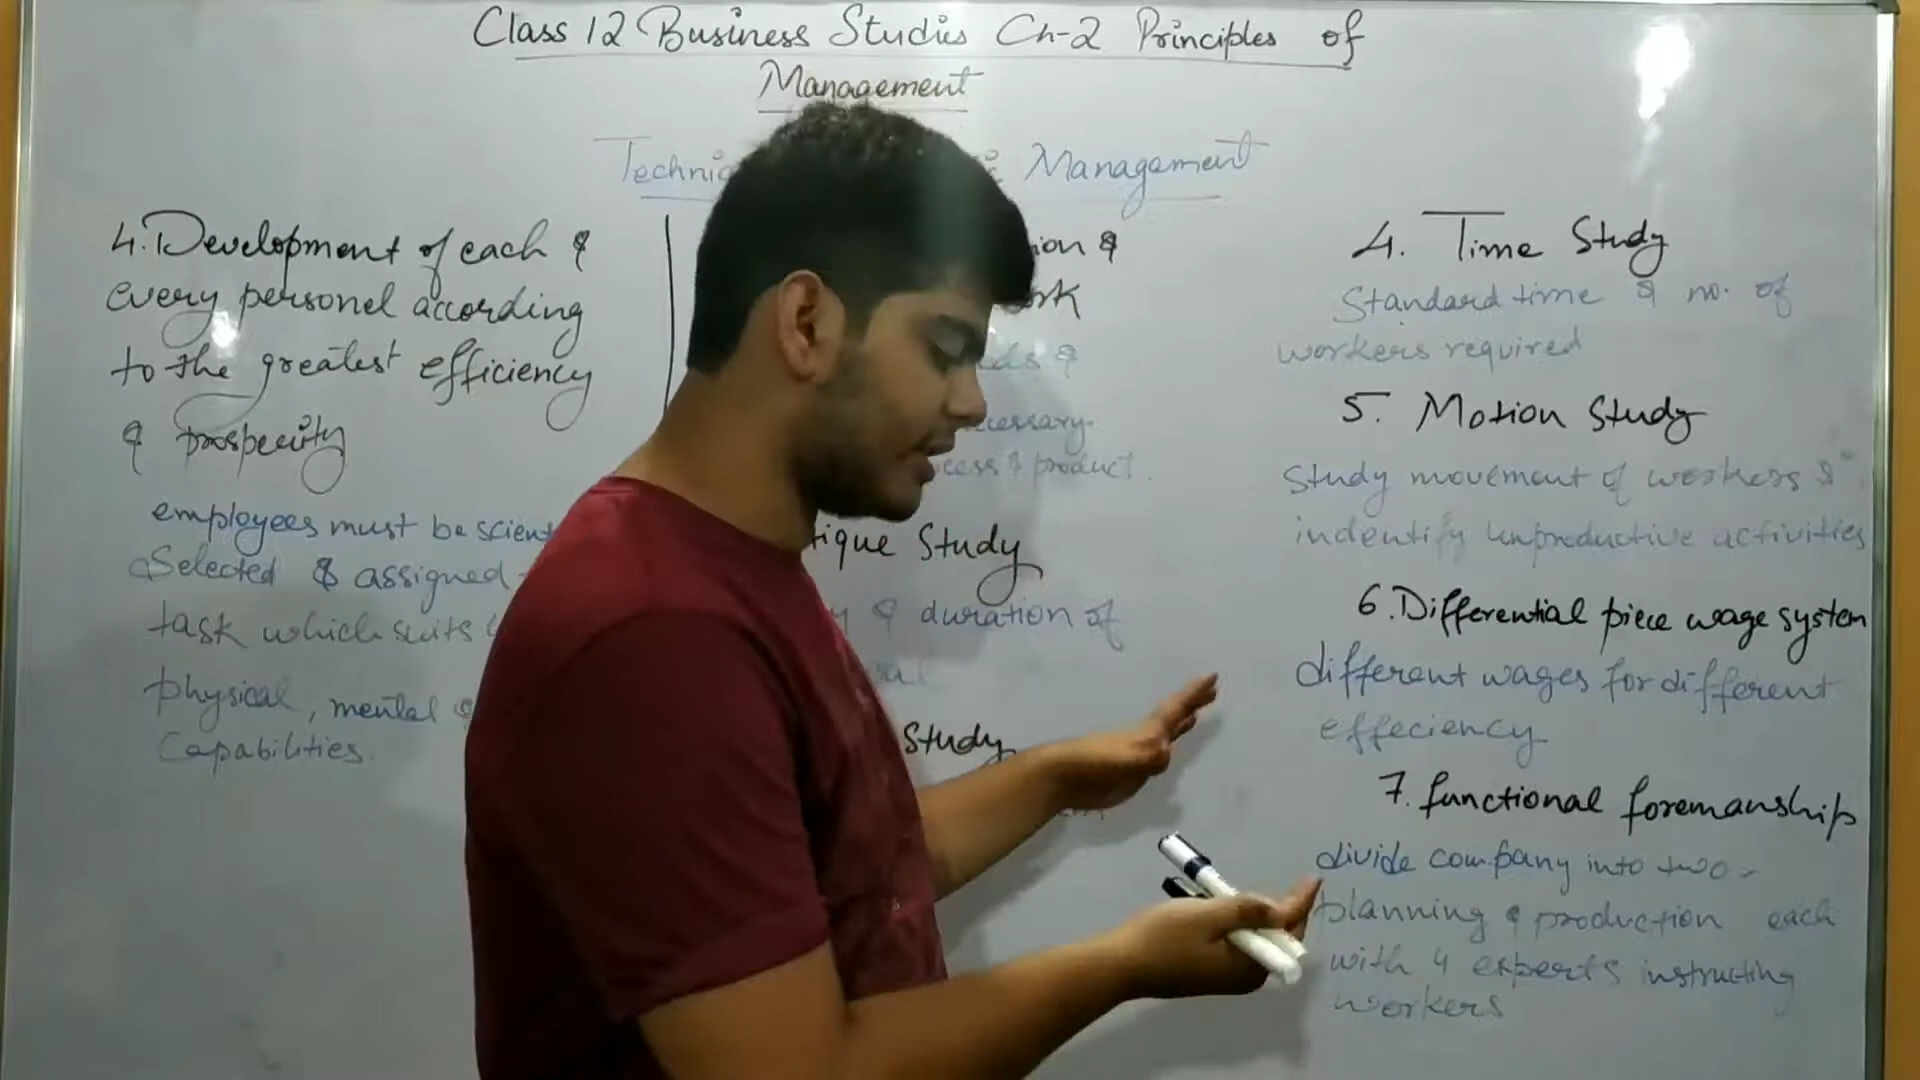 Class 12 Business Studies Ch-2 Principles of
Management
Management
4. Development of each &
every personel according
to the greatest efficiency
& prosperity
employees must be scient
Selected & assigned
task which suits
physical, mental &
Capabilities.
ion &
&
cessary.
cess & product.
tique Study
& duration of
Study
4. Time Study
Standard time & no. of
workers required
5. Motion Study
Study movement of workers &
indentify unproductive activities
6. Differential piece wage system
different wages for different
effeciency
7. functional foremanship
divide company into two -
planning & production each
with 4 experts instructing
workers